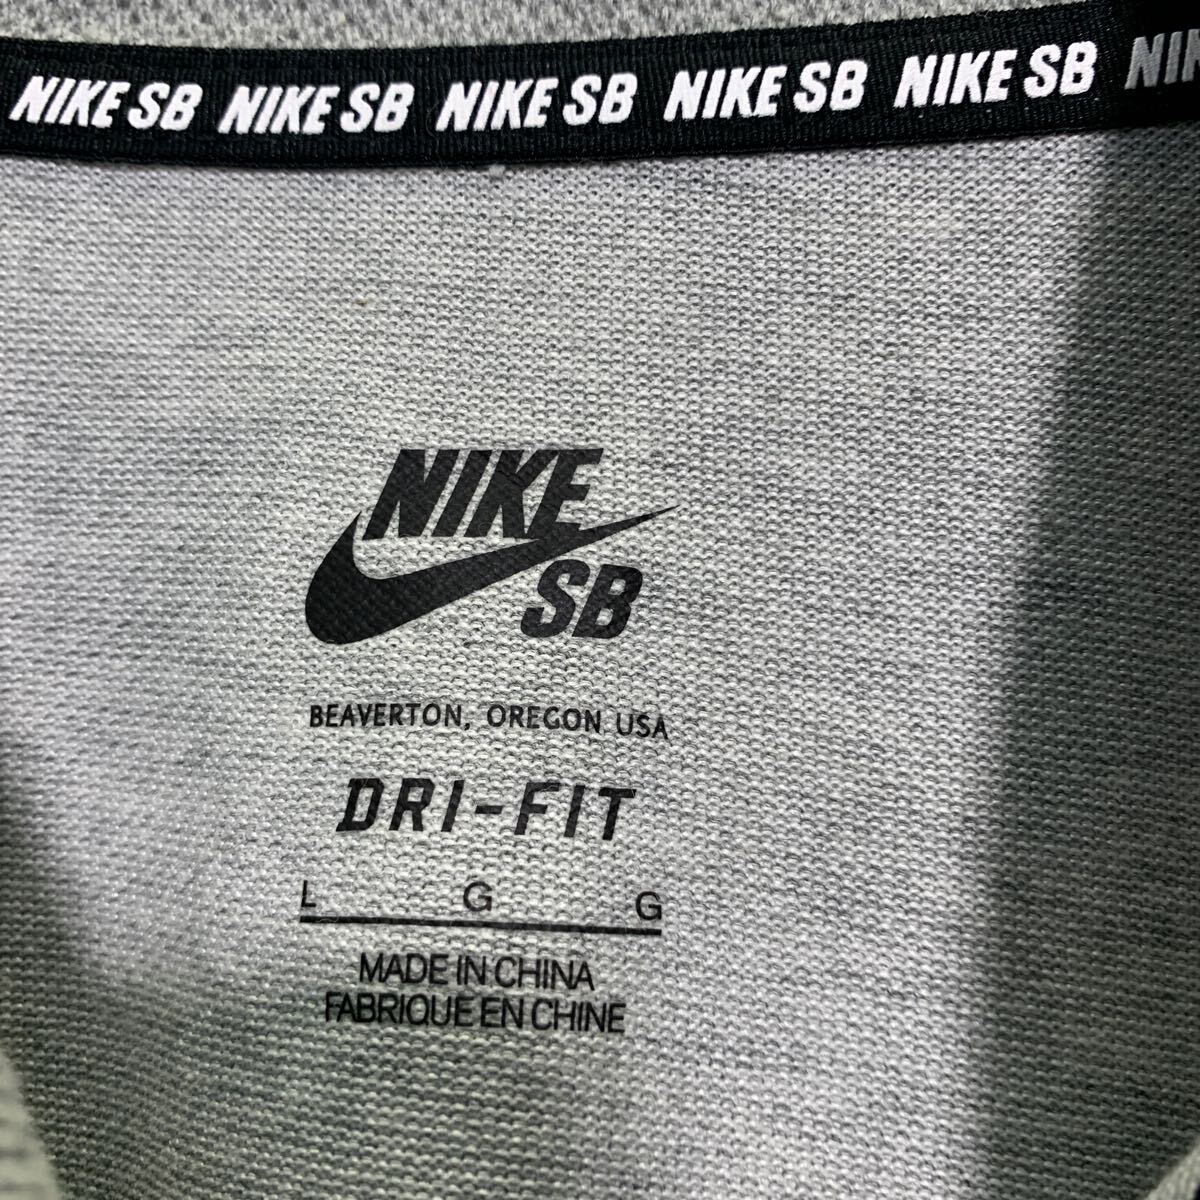 NIKE SB NIKE SB NIKE SB NIKE SB NIKE SB NIK
NIKE
SB
BEAVERTON, OREGON USA
DRI-FIT
L G G
MADE IN CHINA
FABRIQUE EN CHINE